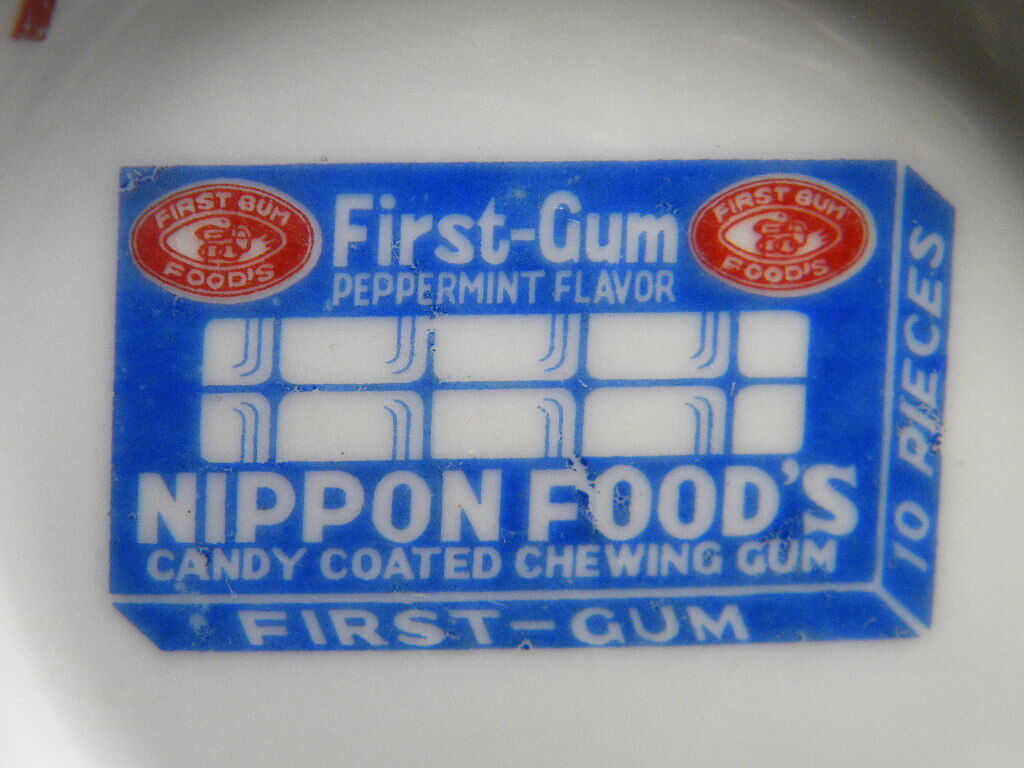 FIRST GUM
FOOD'S
First-Gum
PEPPERMINT FLAVOR
FIRST GUM
FOOD'S
NIPPON FOOD'S
CANDY COATED CHEWING GUM
FIRST-GUM
10 PIECES